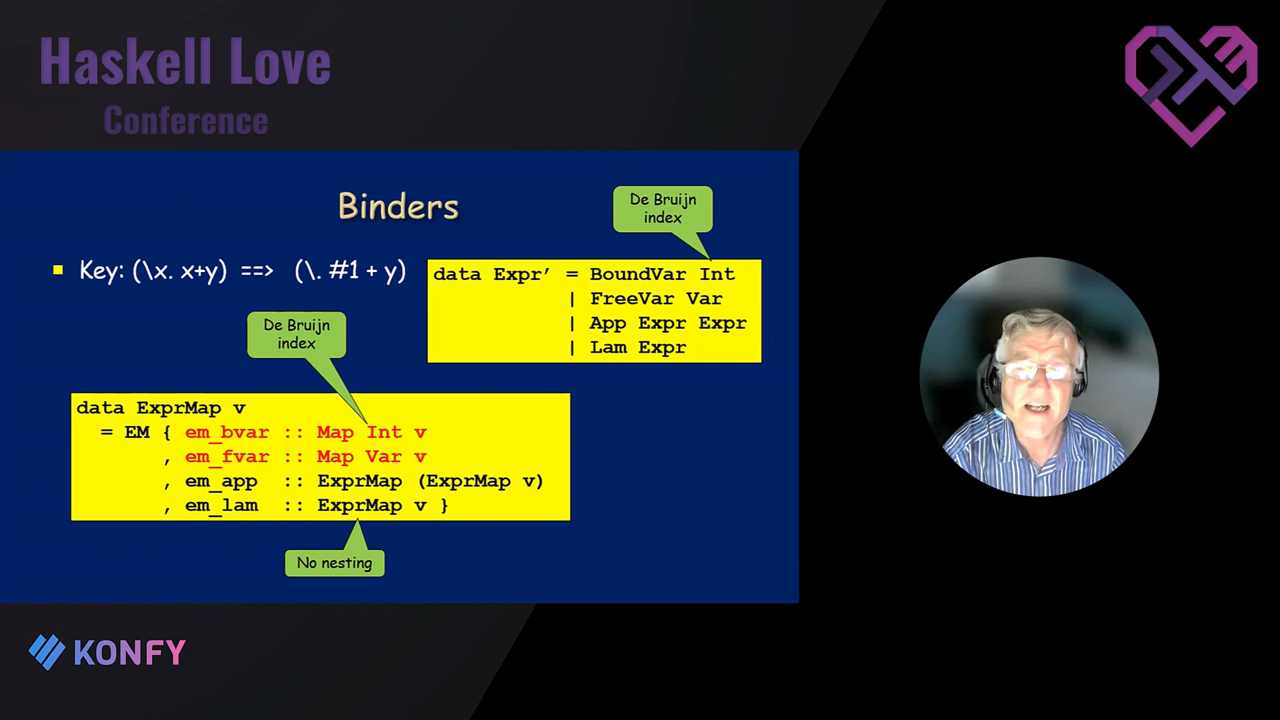 Haskell Love
Conference
Binders
De Bruijn
index
Key: (\x. x+y) ==> (\. #1 + y)
data Expr’ = BoundVar Int
| FreeVar Var
| App Expr Expr
| Lam Expr
De Bruijn
index
data ExprMap v
= EM { em_bvar :: Map Int v
, em_fvar :: Map Var v
, em_app :: ExprMap (ExprMap v)
, em_lam :: ExprMap v }
No nesting
KONFY